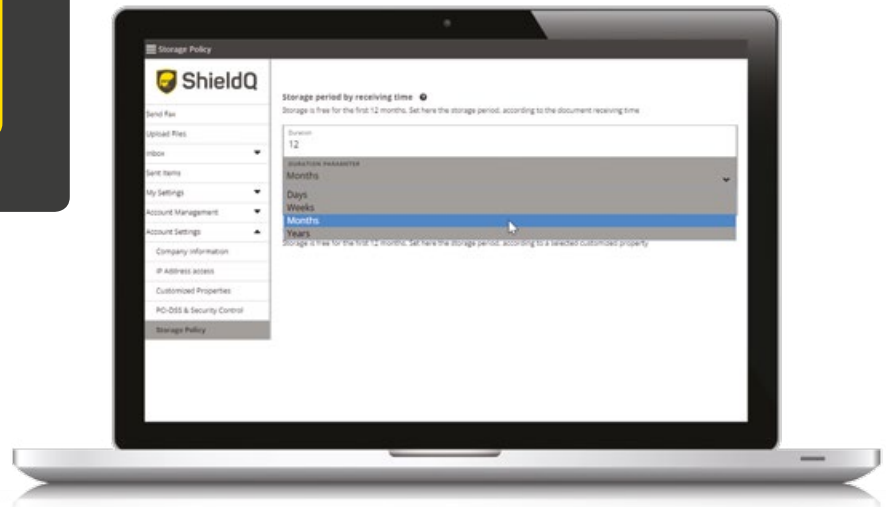 Storage Policy
ShieldQ
Send Fax
Upload Files
Inbox
Sent Items
My Settings
Account Management
Account Settings
Company Information
IP Address access
Customized Properties
PCI-DSS & Security Control
Storage Policy
Storage period by receiving time
Storage is free for the first 12 months. Set here the storage period, according to the document receiving time
Duration
12
DURATION PARAMETER
Months
Days
Weeks
Months
Years
Storage is free for the first 12 months. Set here the storage period, according to a selected customized property